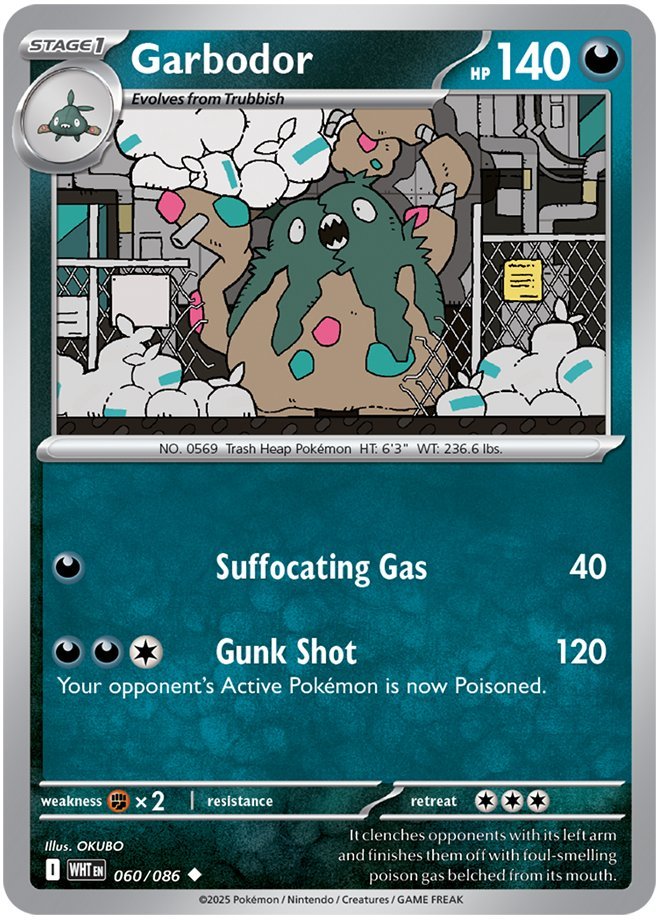 STAGE1
Garbodor
HP 140
Evolves from Trubbish
NO. 0569 Trash Heap Pokémon HT: 6'3" WT: 236.6 lbs.
Suffocating Gas 40
Gunk Shot 120
Your opponent's Active Pokémon is now Poisoned.
weakness ×2 resistance retreat
Illus. OKUBO
It clenches opponents with its left arm
and finishes them off with foul-smelling
poison gas belched from its mouth.
I WHT EN 060/086
©2025 Pokémon / Nintendo / Creatures / GAME FREAK